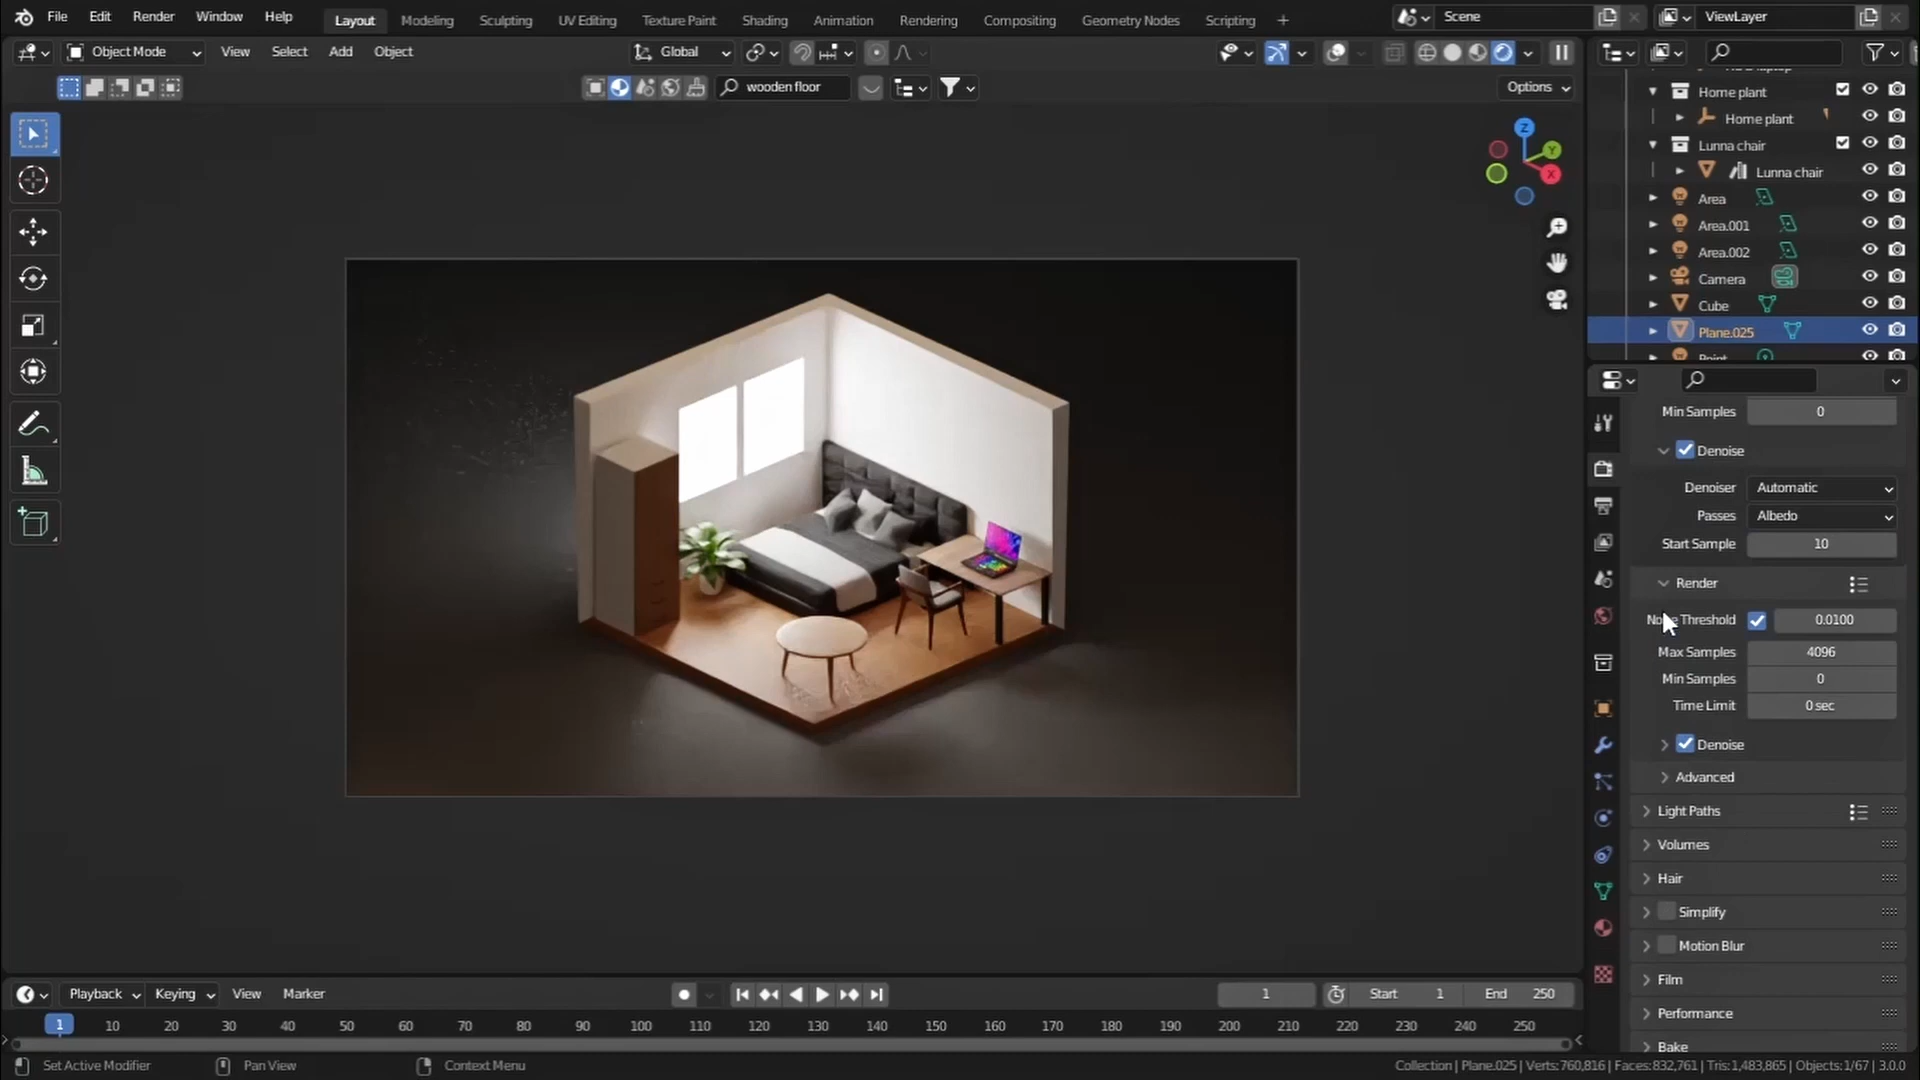 File Edit Render Window Help Layout Modeling Sculpting UV Editing Texture Paint Shading Animation Rendering Compositing Geometry Nodes Scripting + Scene ViewLayer
Object Mode View Select Add Object Global
wooden floor Options
Z
Y
X
Home plant
Home plant
Lunna chair
Lunna chair
Area
Area.001
Area.002
Camera
Cube
Plane.025
Point
Min Samples 0
Denoise
Denoiser Automatic
Passes Albedo
Start Sample 10
Render
Threshold 0.0100
Max Samples 4096
Min Samples 0
Time Limit 0 sec
Denoise
Advanced
Light Paths
Volumes
Hair
Simplify
Motion Blur
Film
Performance
Bake
Playback Keying View Marker 1 Start 1 End 250
1 10 20 30 40 50 60 70 80 90 100 110 120 130 140 150 160 170 180 190 200 210 220 230 240 250
Set Active Modifier Pan View Context Menu Collection | Plane.025 | Verts:760,816 | Faces:832,761 | Tris:1,483,865 | Objects:1/67 | 3.0.0